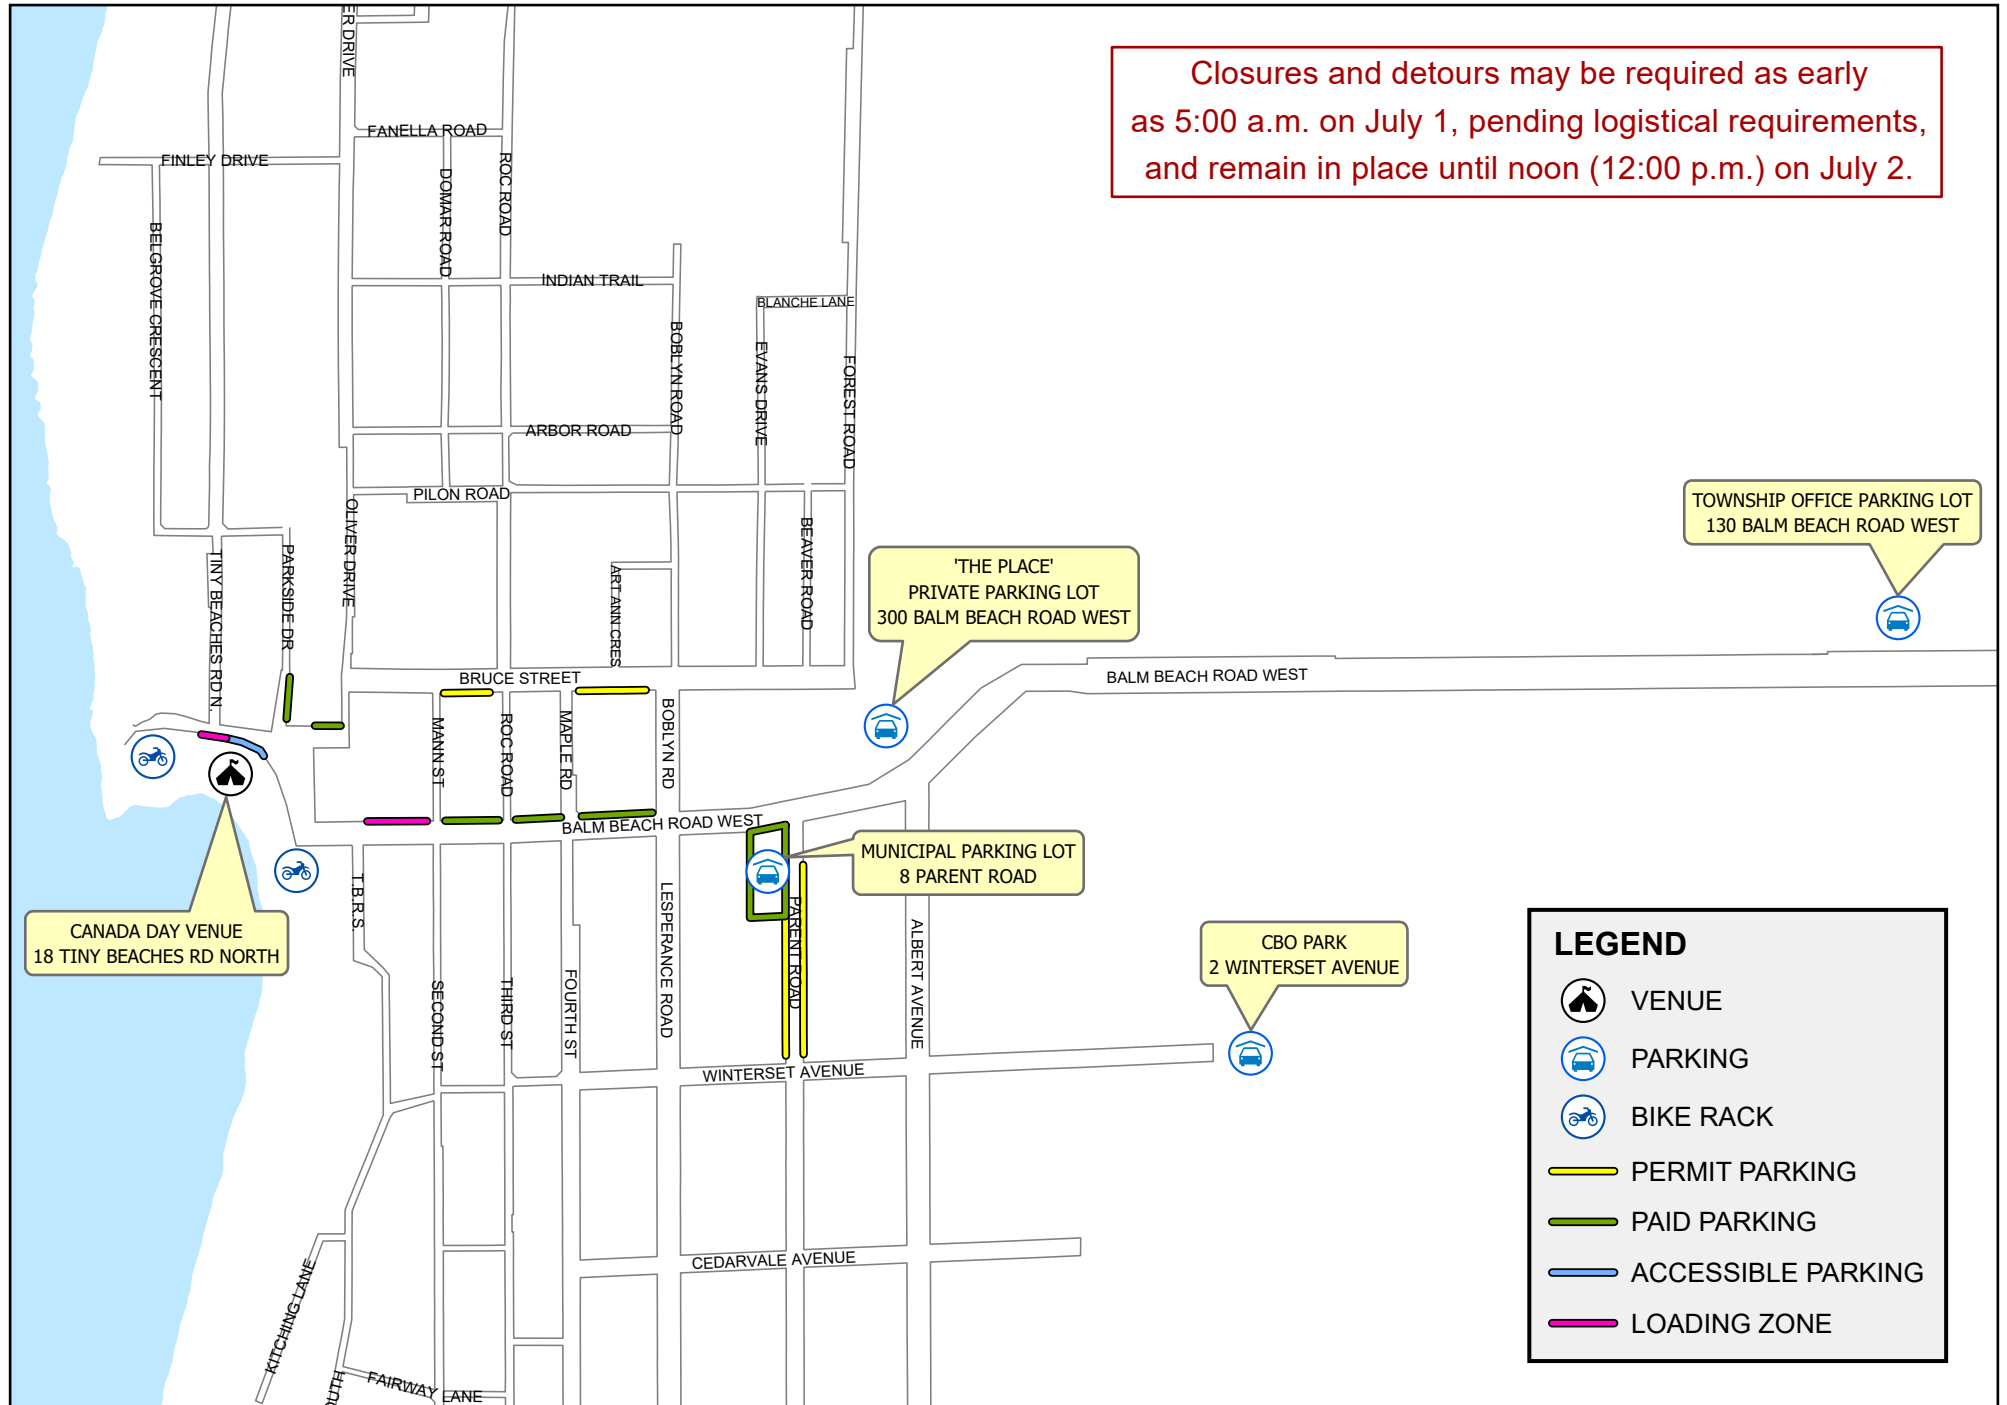 Closures and detours may be required as early
as 5:00 a.m. on July 1, pending logistical requirements,
and remain in place until noon (12:00 p.m.) on July 2.
ER DRIVE
FANELLA ROAD
FINLEY DRIVE
ROC ROAD
DOMAR ROAD
BELGROVE CRESCENT
INDIAN TRAIL
BLANCHE LANE
BOBLYN ROAD
EVANS DRIVE
FOREST ROAD
ARBOR ROAD
PILON ROAD
OLIVER DRIVE
TINY BEACHES RD N.
PARKSIDE DR
ART ANN CRES
BEAVER ROAD
'THE PLACE'
PRIVATE PARKING LOT
300 BALM BEACH ROAD WEST
TOWNSHIP OFFICE PARKING LOT
130 BALM BEACH ROAD WEST
BRUCE STREET
BALM BEACH ROAD WEST
MANN ST
ROC ROAD
MAPLE RD
BOBLYN RD
BALM BEACH ROAD WEST
MUNICIPAL PARKING LOT
8 PARENT ROAD
CANADA DAY VENUE
18 TINY BEACHES RD NORTH
T.B.R.S.
SECOND ST
THIRD ST
FOURTH ST
LESPERANCE ROAD
PARENT ROAD
ALBERT AVENUE
CBO PARK
2 WINTERSET AVENUE
WINTERSET AVENUE
CEDARVALE AVENUE
KITCHING LANE
FAIRWAY LANE
UTH
LEGEND
VENUE
PARKING
BIKE RACK
PERMIT PARKING
PAID PARKING
ACCESSIBLE PARKING
LOADING ZONE